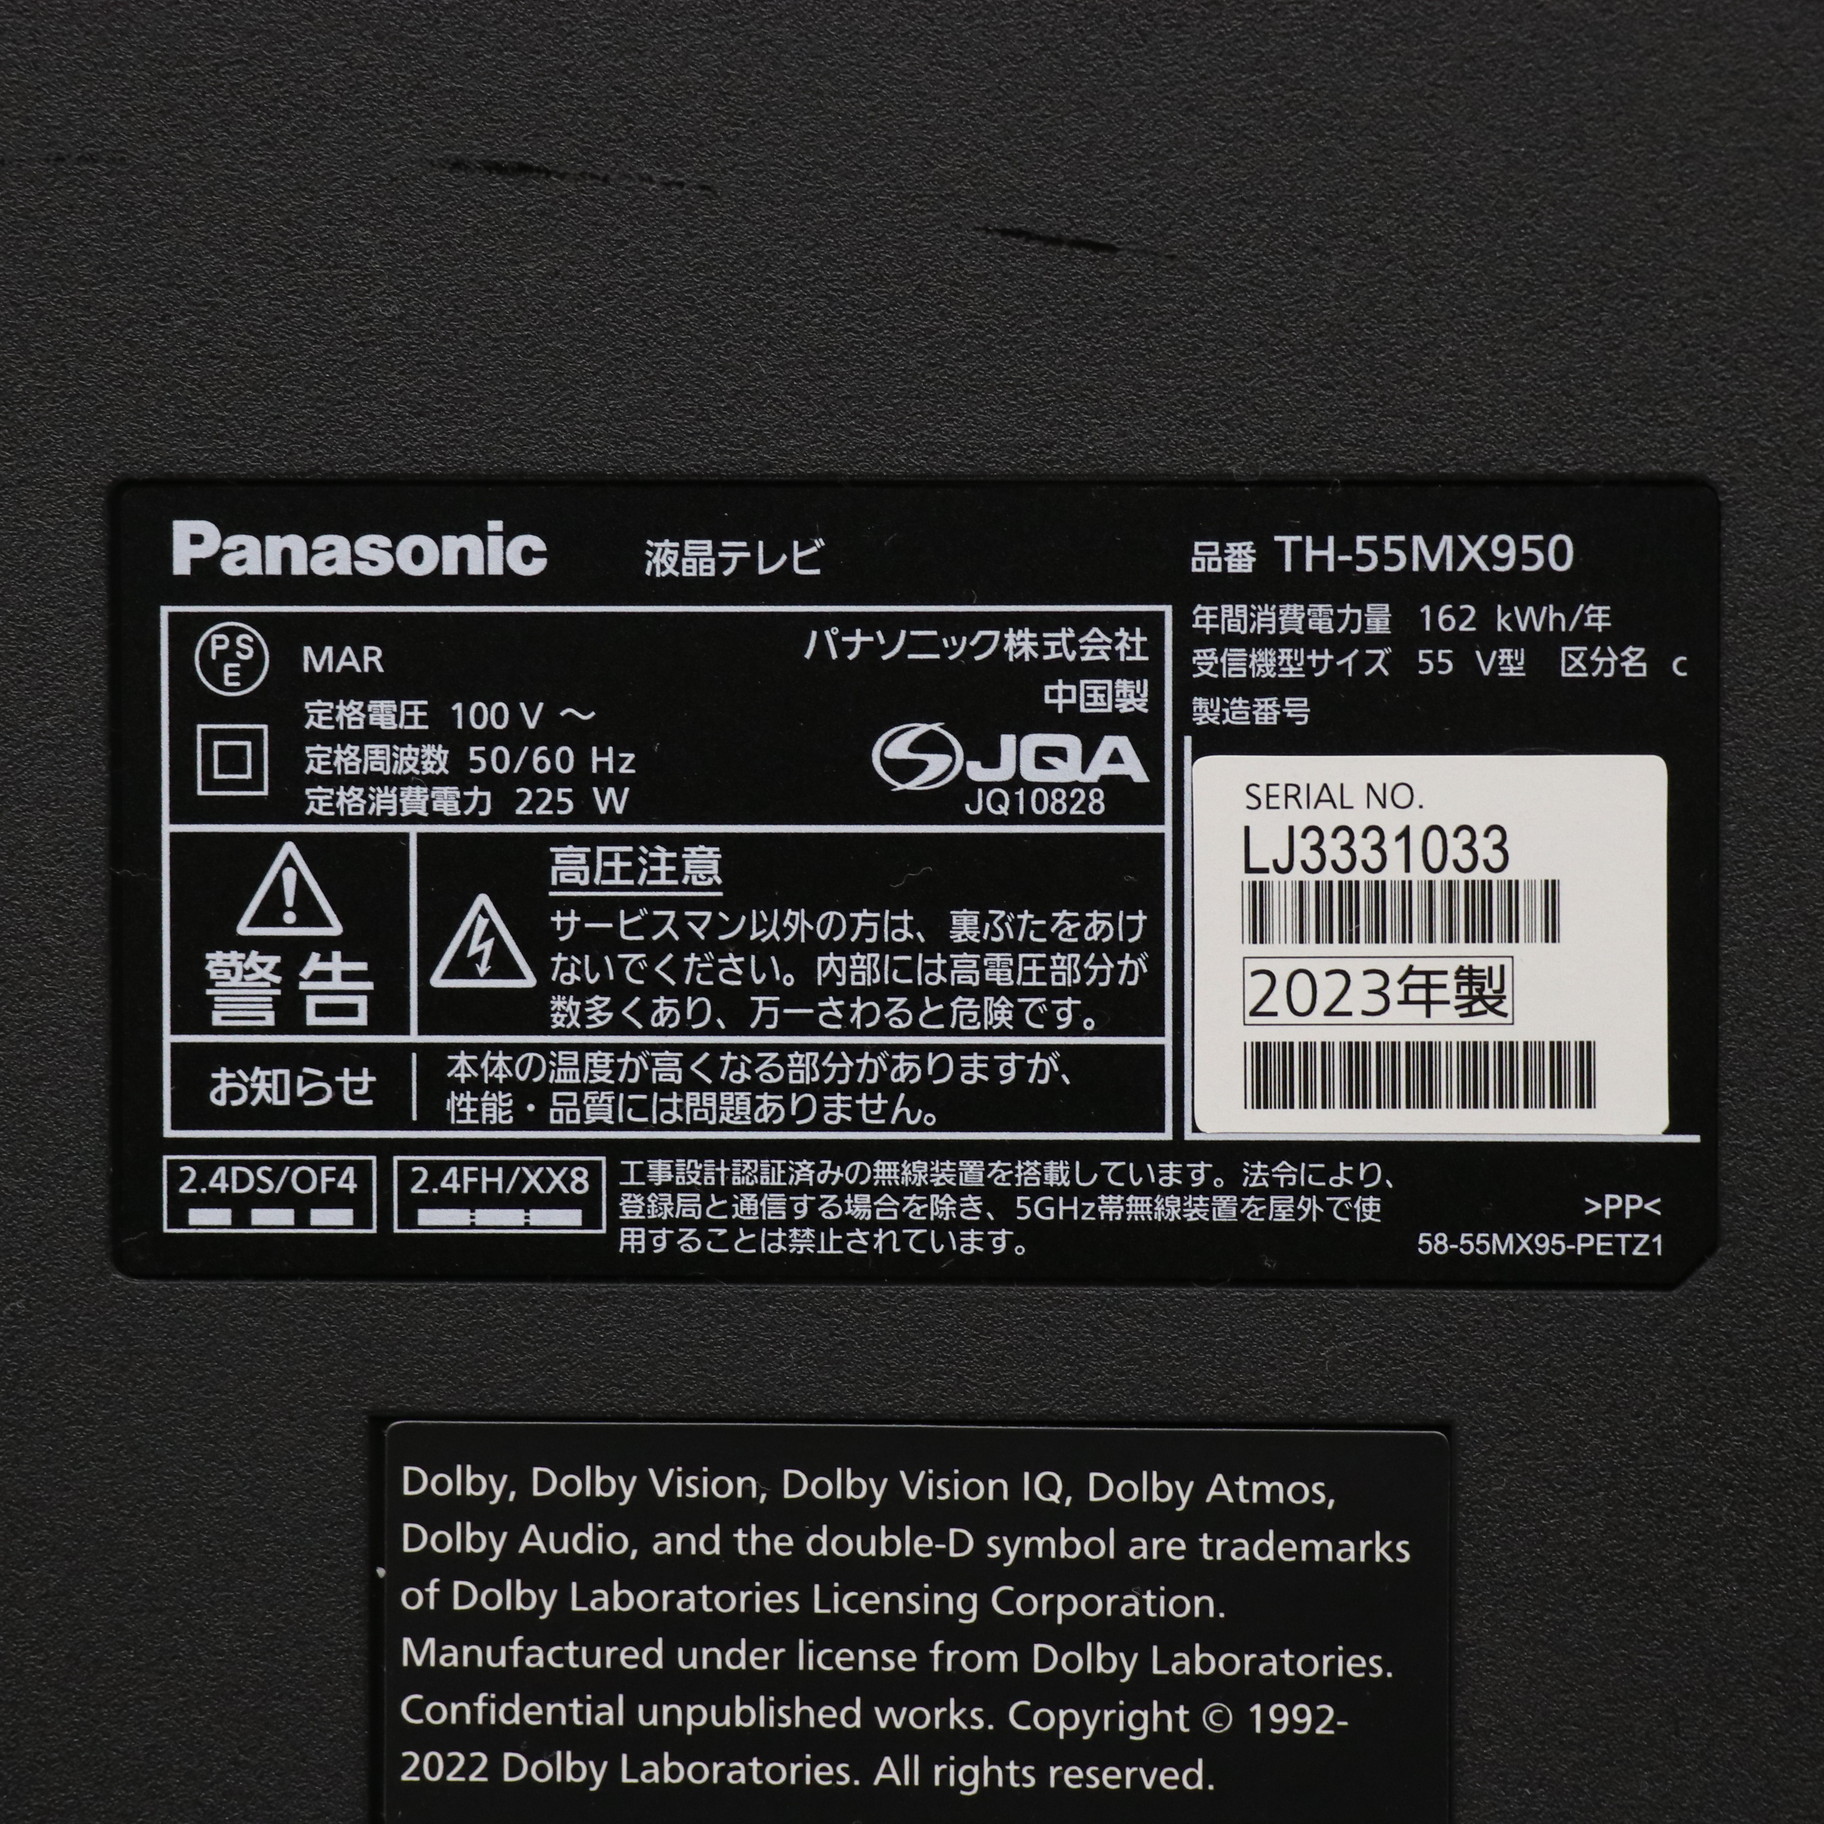 Panasonic 液晶テレビ 品番 TH-55MX950
PS
E
MAR
パナソニック株式会社
中国製
定格電圧 100 V ～
定格周波数 50/60 Hz
定格消費電力 225 W
JQA
JQ10828
年間消費電力量 162 kWh/年
受信機型サイズ 55 V型 区分名 c
製造番号
SERIAL NO.
LJ3331033
2023年製
警告
高圧注意
サービスマン以外の方は、裏ぶたをあけ
ないでください。内部には高電圧部分が
数多くあり、万一さわると危険です。
お知らせ
本体の温度が高くなる部分がありますが、
性能・品質には問題ありません。
2.4DS/OF4
2.4FH/XX8
工事設計認証済みの無線装置を搭載しています。法令により、
登録局と通信する場合を除き、5GHz帯無線装置を屋外で使
用することは禁止されています。
>PP<
58-55MX95-PETZ1
Dolby, Dolby Vision, Dolby Vision IQ, Dolby Atmos,
Dolby Audio, and the double-D symbol are trademarks
of Dolby Laboratories Licensing Corporation.
Manufactured under license from Dolby Laboratories.
Confidential unpublished works. Copyright © 1992-
2022 Dolby Laboratories. All rights reserved.